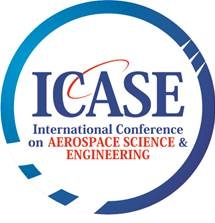 ICASE
International Conference
on AEROSPACE SCIENCE &
ENGINEERING